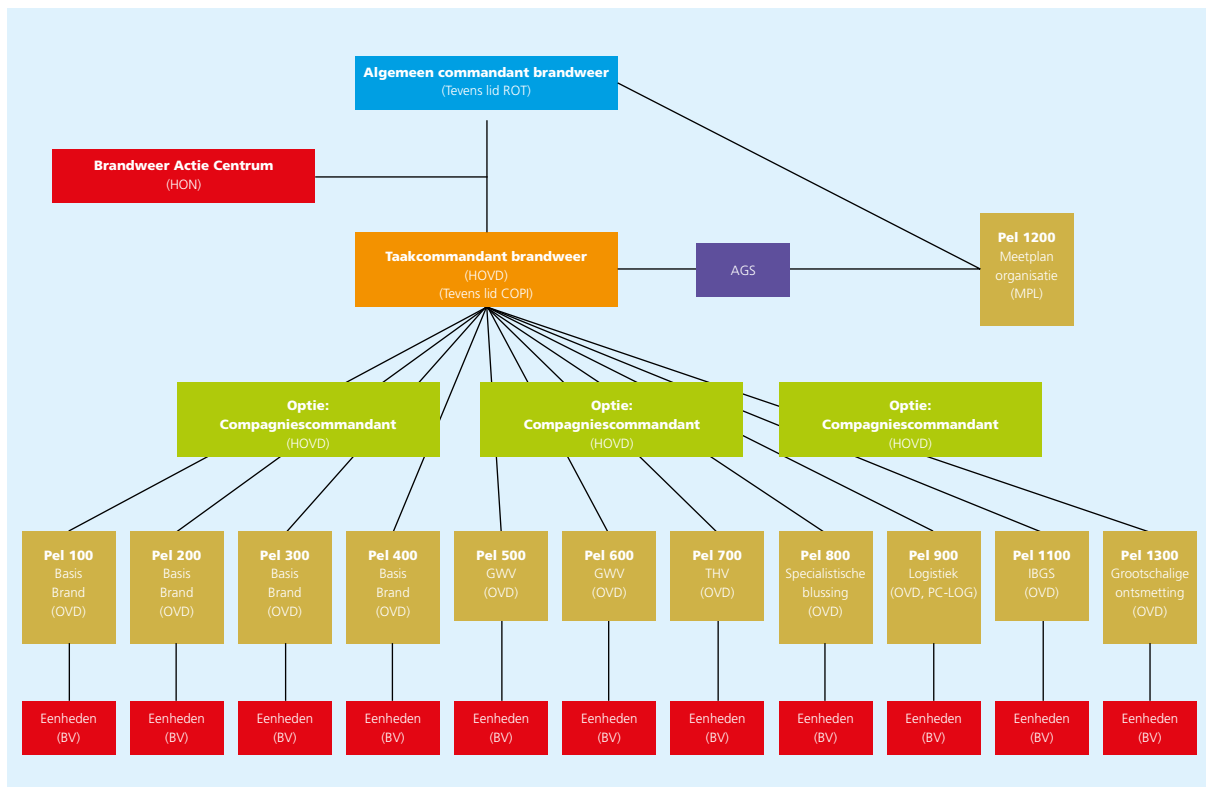 Algemeen commandant brandweer
(Tevens lid ROT)
Brandweer Actie Centrum
(HON)
Taakcommandant brandweer
(HOVD)
(Tevens lid COPI)
AGS
Pel 1200
Meetplan
organisatie
(MPL)
Optie:
Compagniescommandant
(HOVD)
Optie:
Compagniescommandant
(HOVD)
Optie:
Compagniescommandant
(HOVD)
Pel 100
Basis
Brand
(OVD)
Pel 200
Basis
Brand
(OVD)
Pel 300
Basis
Brand
(OVD)
Pel 400
Basis
Brand
(OVD)
Pel 500
GWV
(OVD)
Pel 600
GWV
(OVD)
Pel 700
THV
(OVD)
Pel 800
Specialistische
blussing
(OVD)
Pel 900
Logistiek
(OVD, PC-LOG)
Pel 1100
IBGS
(OVD)
Pel 1300
Grootschalige
ontsmetting
(OVD)
Eenheden
(BV)
Eenheden
(BV)
Eenheden
(BV)
Eenheden
(BV)
Eenheden
(BV)
Eenheden
(BV)
Eenheden
(BV)
Eenheden
(BV)
Eenheden
(BV)
Eenheden
(BV)
Eenheden
(BV)